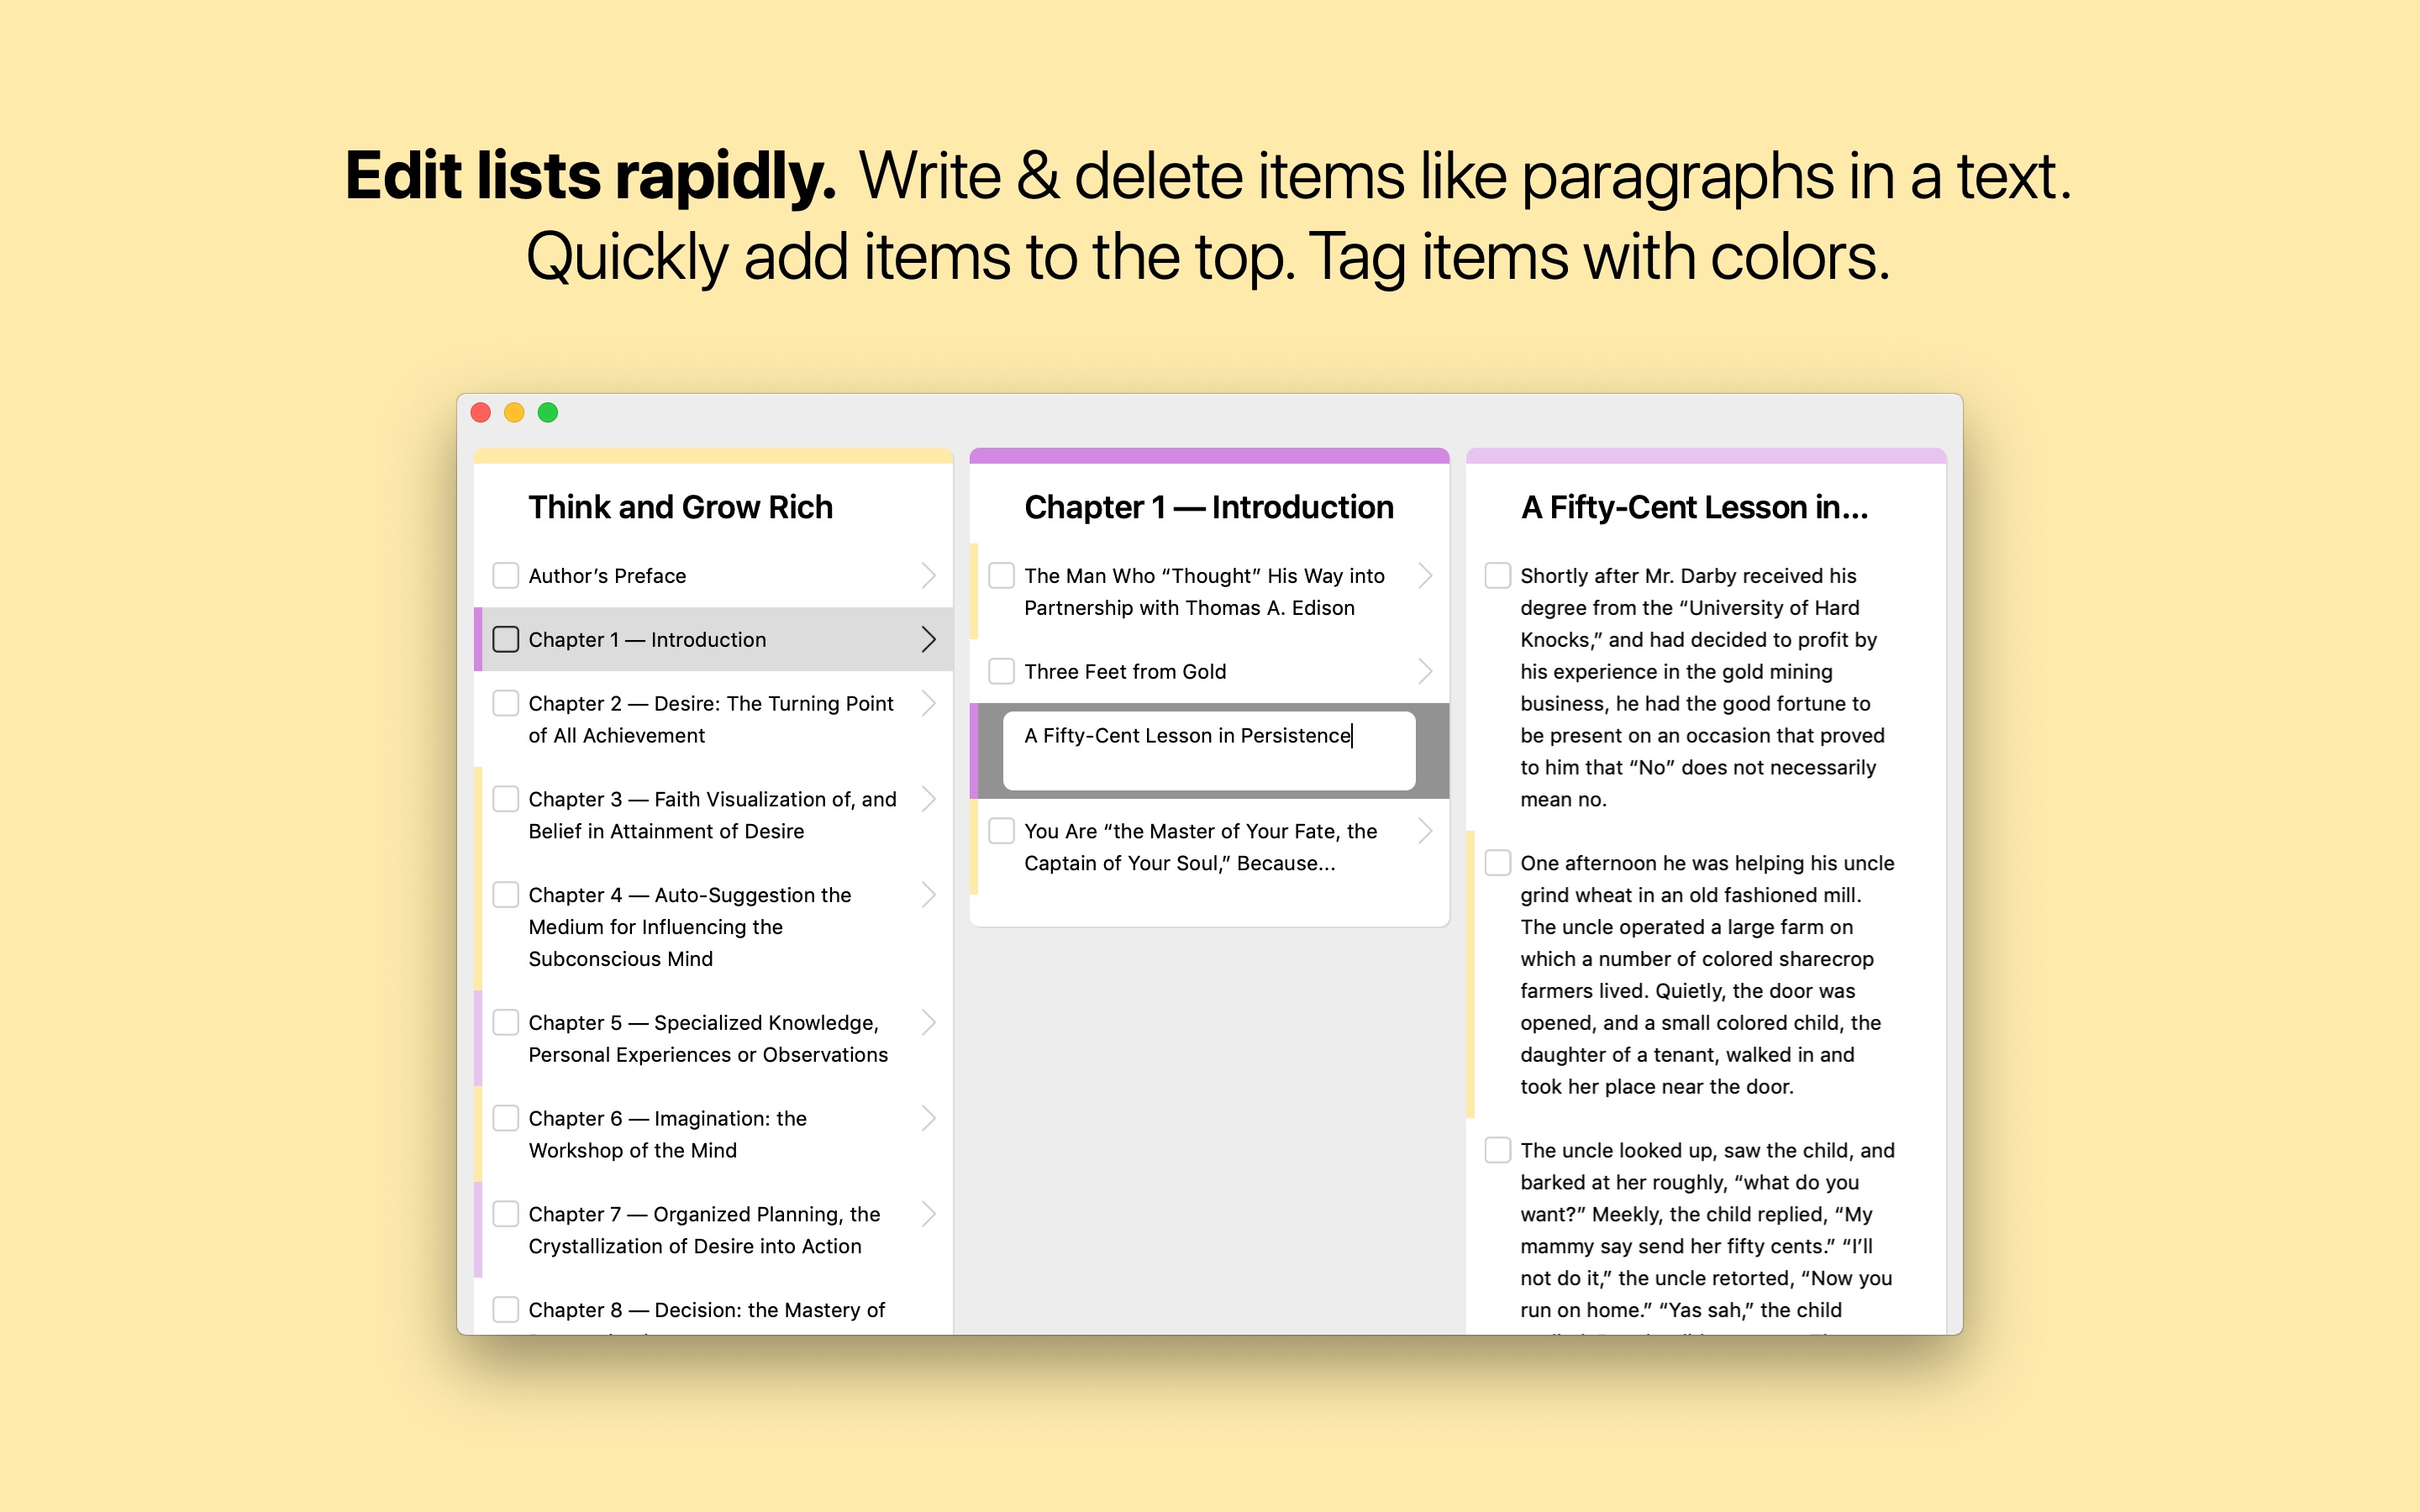 Edit lists rapidly. Write & delete items like paragraphs in a text.
Quickly add items to the top. Tag items with colors.
Think and Grow Rich
Author’s Preface
Chapter 1 — Introduction
Chapter 2 — Desire: The Turning Point
of All Achievement
Chapter 3 — Faith Visualization of, and
Belief in Attainment of Desire
Chapter 4 — Auto-Suggestion the
Medium for Influencing the
Subconscious Mind
Chapter 5 — Specialized Knowledge,
Personal Experiences or Observations
Chapter 6 — Imagination: the
Workshop of the Mind
Chapter 7 — Organized Planning, the
Crystallization of Desire into Action
Chapter 8 — Decision: the Mastery of
Chapter 1 — Introduction
The Man Who “Thought” His Way into
Partnership with Thomas A. Edison
Three Feet from Gold
A Fifty-Cent Lesson in Persistence
You Are “the Master of Your Fate, the
Captain of Your Soul,” Because...
A Fifty-Cent Lesson in...
Shortly after Mr. Darby received his
degree from the “University of Hard
Knocks,” and had decided to profit by
his experience in the gold mining
business, he had the good fortune to
be present on an occasion that proved
to him that “No” does not necessarily
mean no.
One afternoon he was helping his uncle
grind wheat in an old fashioned mill.
The uncle operated a large farm on
which a number of colored sharecrop
farmers lived. Quietly, the door was
opened, and a small colored child, the
daughter of a tenant, walked in and
took her place near the door.
The uncle looked up, saw the child, and
barked at her roughly, “what do you
want?” Meekly, the child replied, “My
mammy say send her fifty cents.” “I’ll
not do it,” the uncle retorted, “Now you
run on home.” “Yas sah,” the child